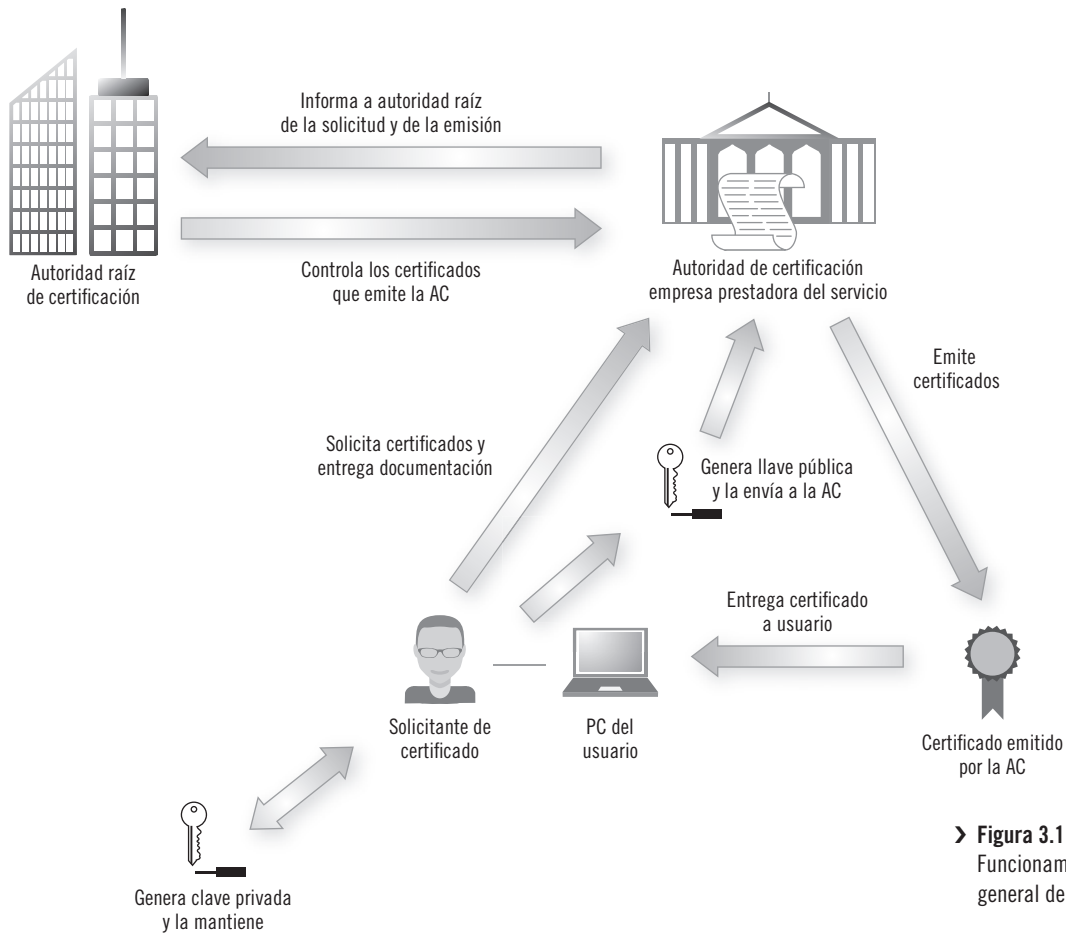 Informa a autoridad raíz
de la solicitud y de la emisión
Autoridad raíz
de certificación
Controla los certificados
que emite la AC
Autoridad de certificación
empresa prestadora del servicio
Emite
certificados
Solicita certificados y
entrega documentación
Genera llave pública
y la envía a la AC
Entrega certificado
a usuario
Solicitante de
certificado
PC del
usuario
Certificado emitido
por la AC
Genera clave privada
y la mantiene
› Figura 3.1
Funcionam
general de